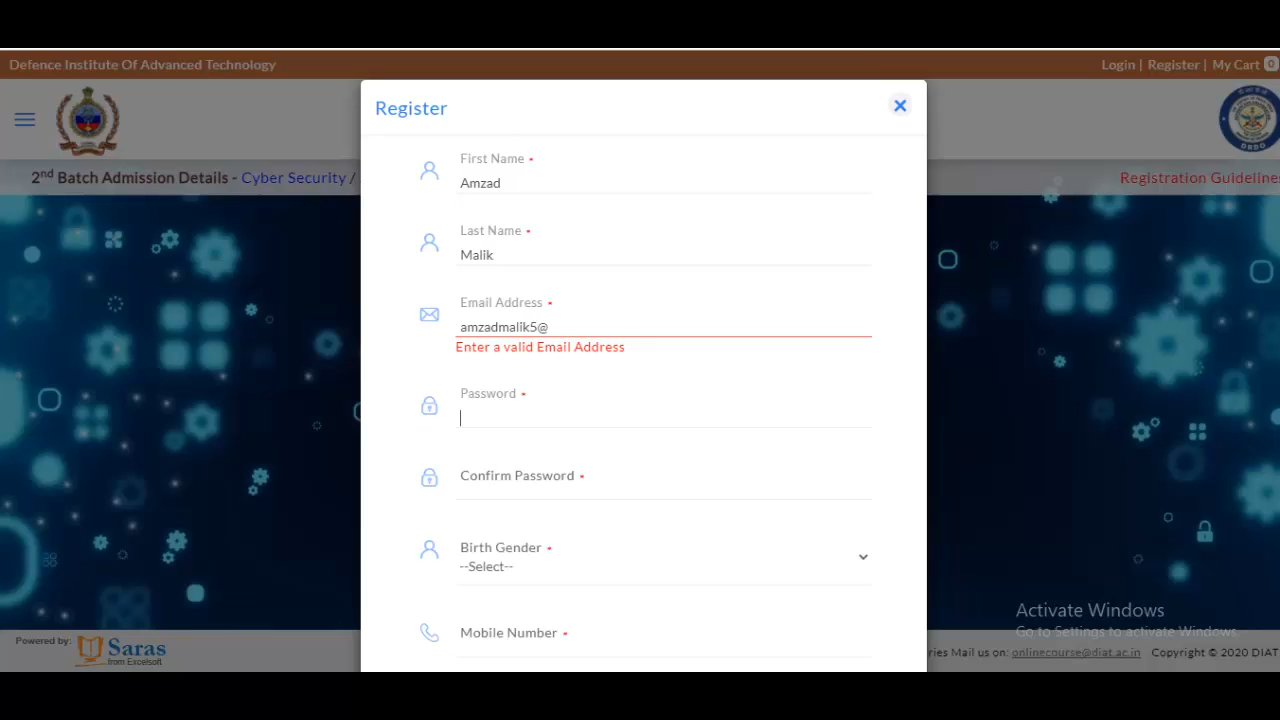 Defence Institute Of Advanced Technology
Login | Register | My Cart 0
Register
2nd Batch Admission Details - Cyber Security /
Registration Guidelines
First Name •
Amzad
Last Name •
Malik
Email Address •
amzadmalik5@
Enter a valid Email Address
Password •
Confirm Password •
Birth Gender •
--Select--
Mobile Number •
Activate Windows
Go to Settings to activate Windows.
Powered by: Saras
from Excelsoft
ries Mail us on: onlinecourse@diat.ac.in Copyright © 2020 DIAT
DRDO